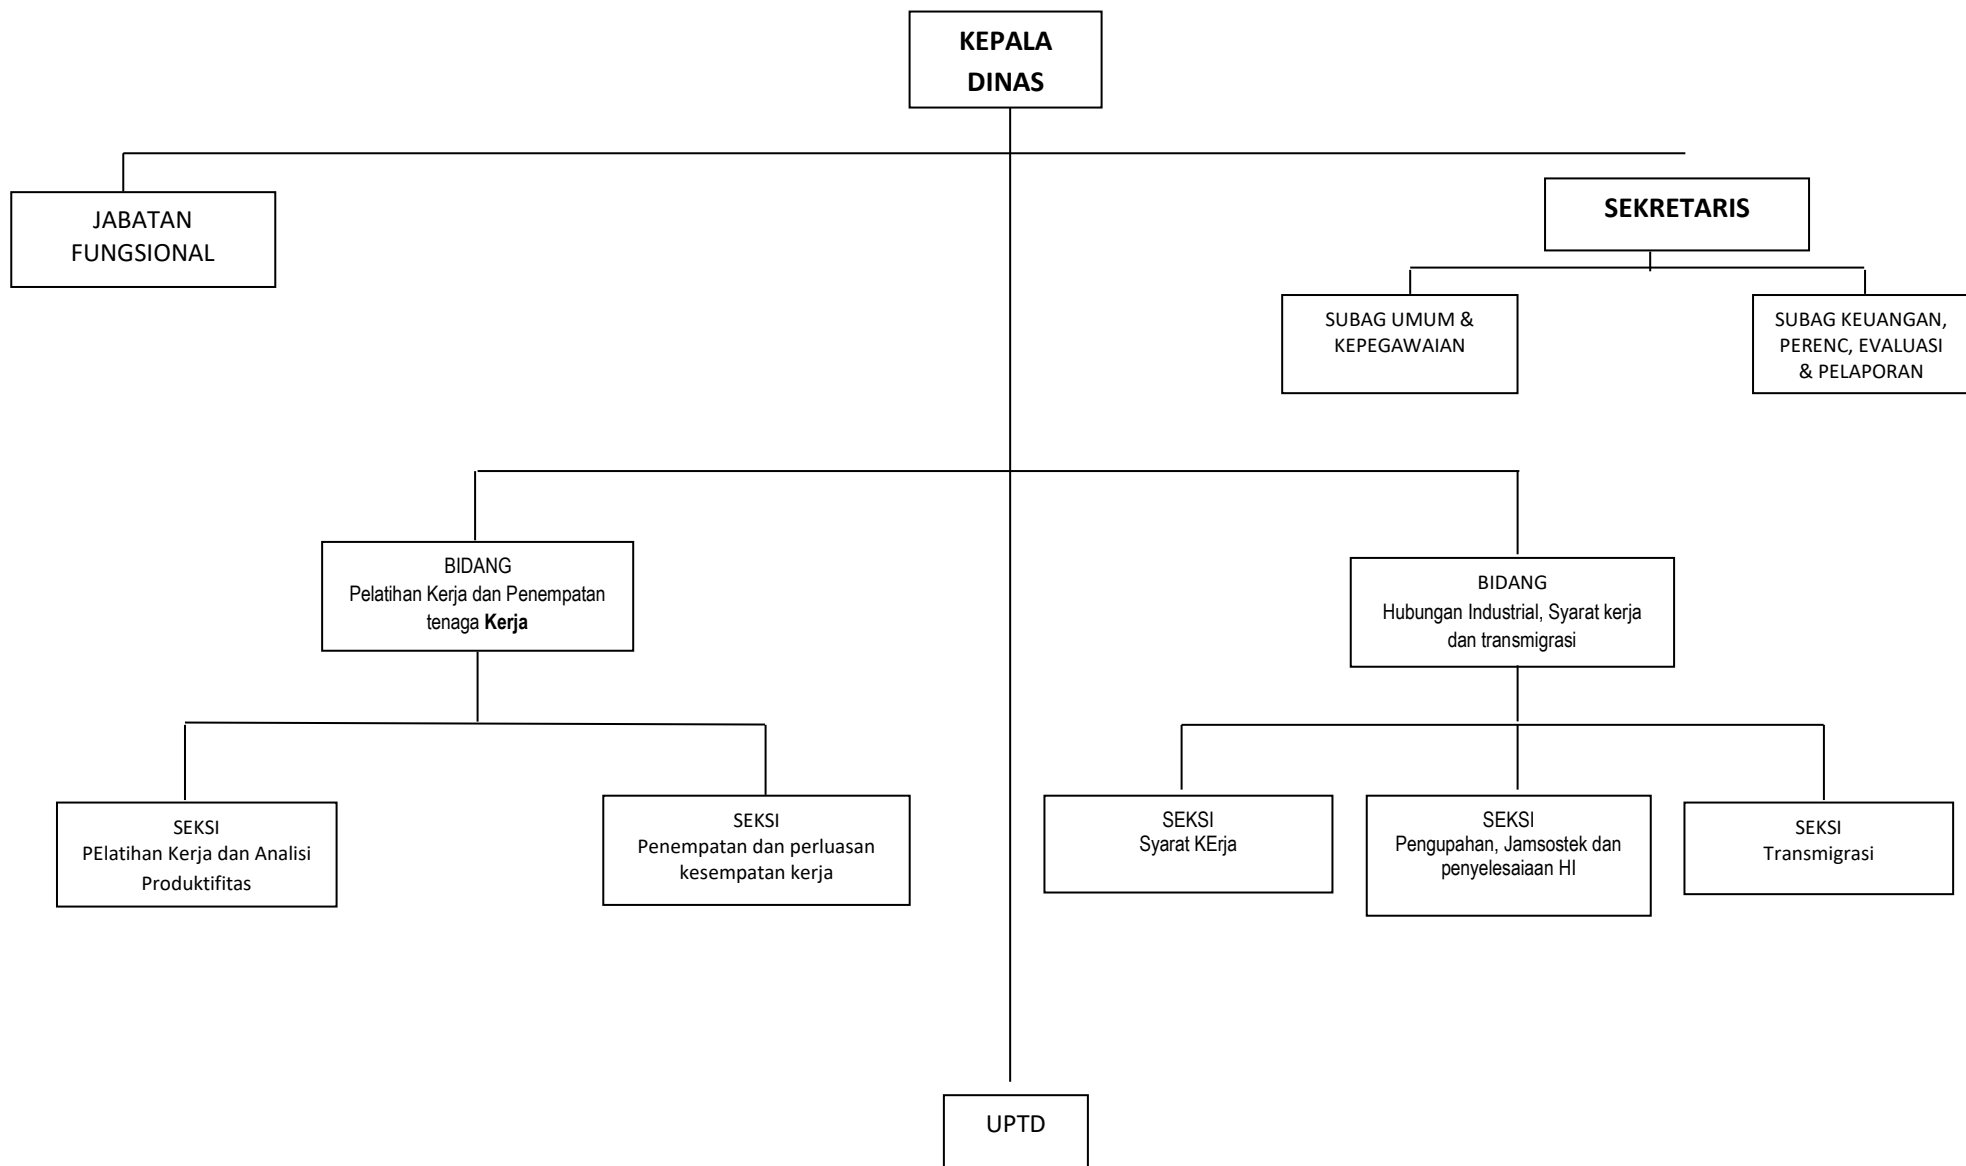 KEPALA
DINAS
JABATAN
FUNGSIONAL
SEKRETARIS
SUBAG UMUM &
KEPEGAWAIAN
SUBAG KEUANGAN,
PERENC, EVALUASI
& PELAPORAN
BIDANG
Pelatihan Kerja dan Penempatan
tenaga Kerja
BIDANG
Hubungan Industrial, Syarat kerja
dan transmigrasi
SEKSI
PElatihan Kerja dan Analisi
Produktifitas
SEKSI
Penempatan dan perluasan
kesempatan kerja
SEKSI
Syarat KErja
SEKSI
Pengupahan, Jamsostek dan
penyelesaiaan HI
SEKSI
Transmigrasi
UPTD